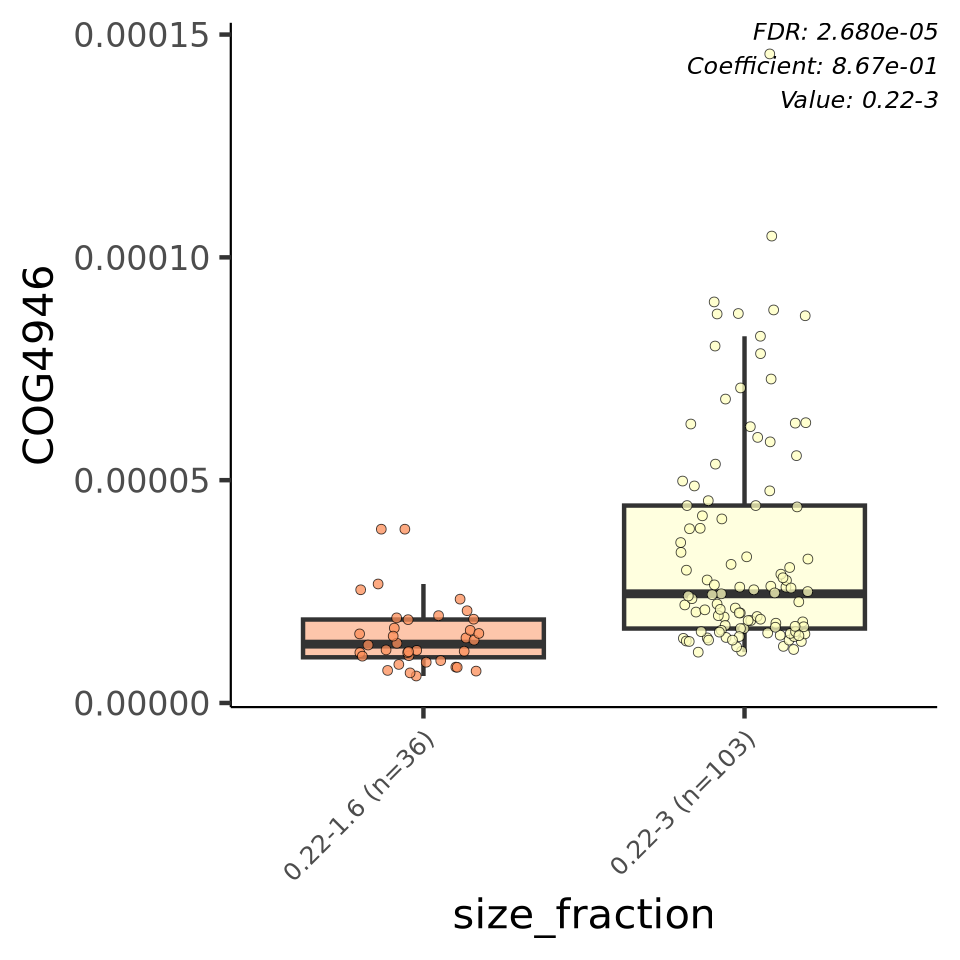 FDR: 2.680e-05
Coefficient: 8.67e-01
Value: 0.22-3
0.00015
0.00010
0.00005
0.00000
COG4946
0.22-1.6 (n=36)
0.22-3 (n=103)
size_fraction